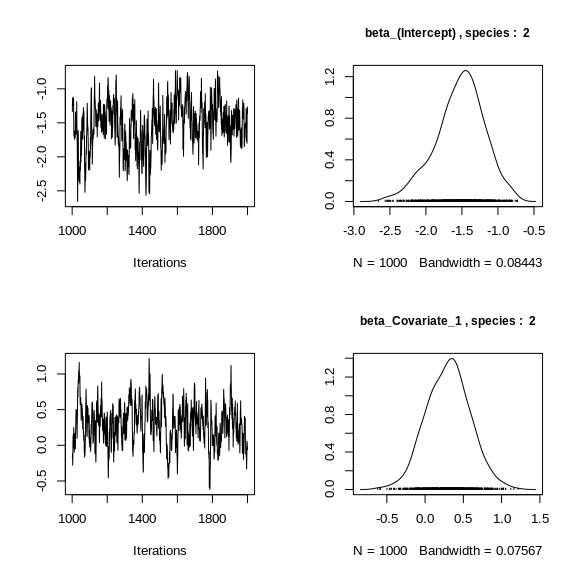 beta_(Intercept) , species : 2
-1.0
-1.5
-2.0
-2.5
1000 1400 1800
Iterations
1.2
0.8
0.4
0.0
-3.0 -2.5 -2.0 -1.5 -1.0 -0.5
N = 1000 Bandwidth = 0.08443
beta_Covariate_1 , species : 2
1.0
0.5
0.0
-0.5
1000 1400 1800
Iterations
1.2
0.8
0.4
0.0
-0.5 0.0 0.5 1.0 1.5
N = 1000 Bandwidth = 0.07567